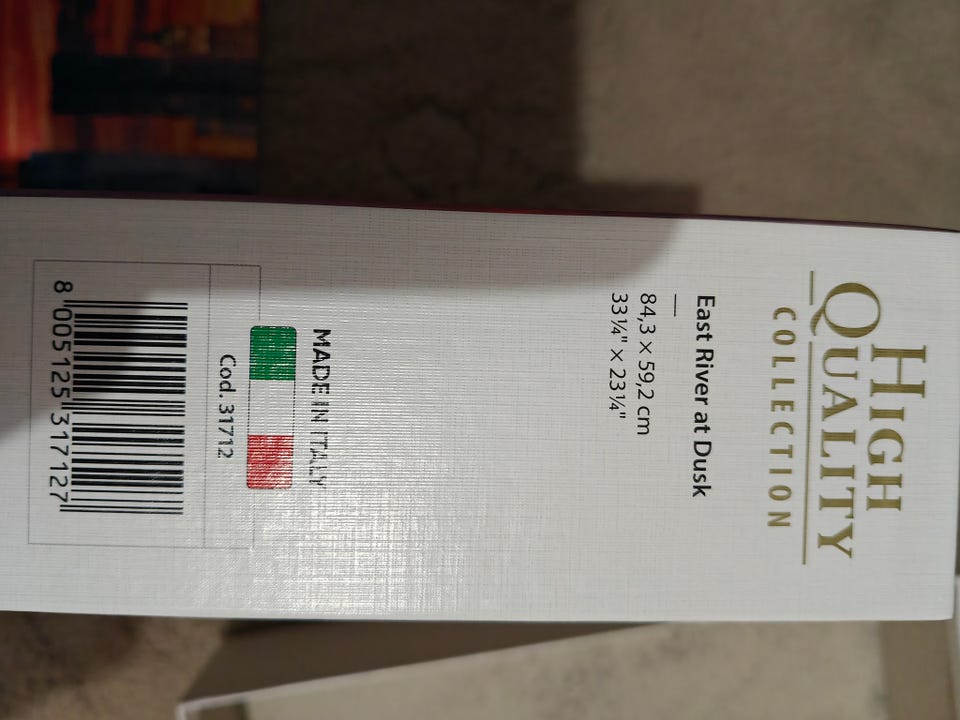 HIGH
QUALITY
COLLECTION
East River at Dusk
84,3 x 59,2 cm
33¼" x 23¼"
MADE IN ITALY
Cod. 31712
8 005125 317127